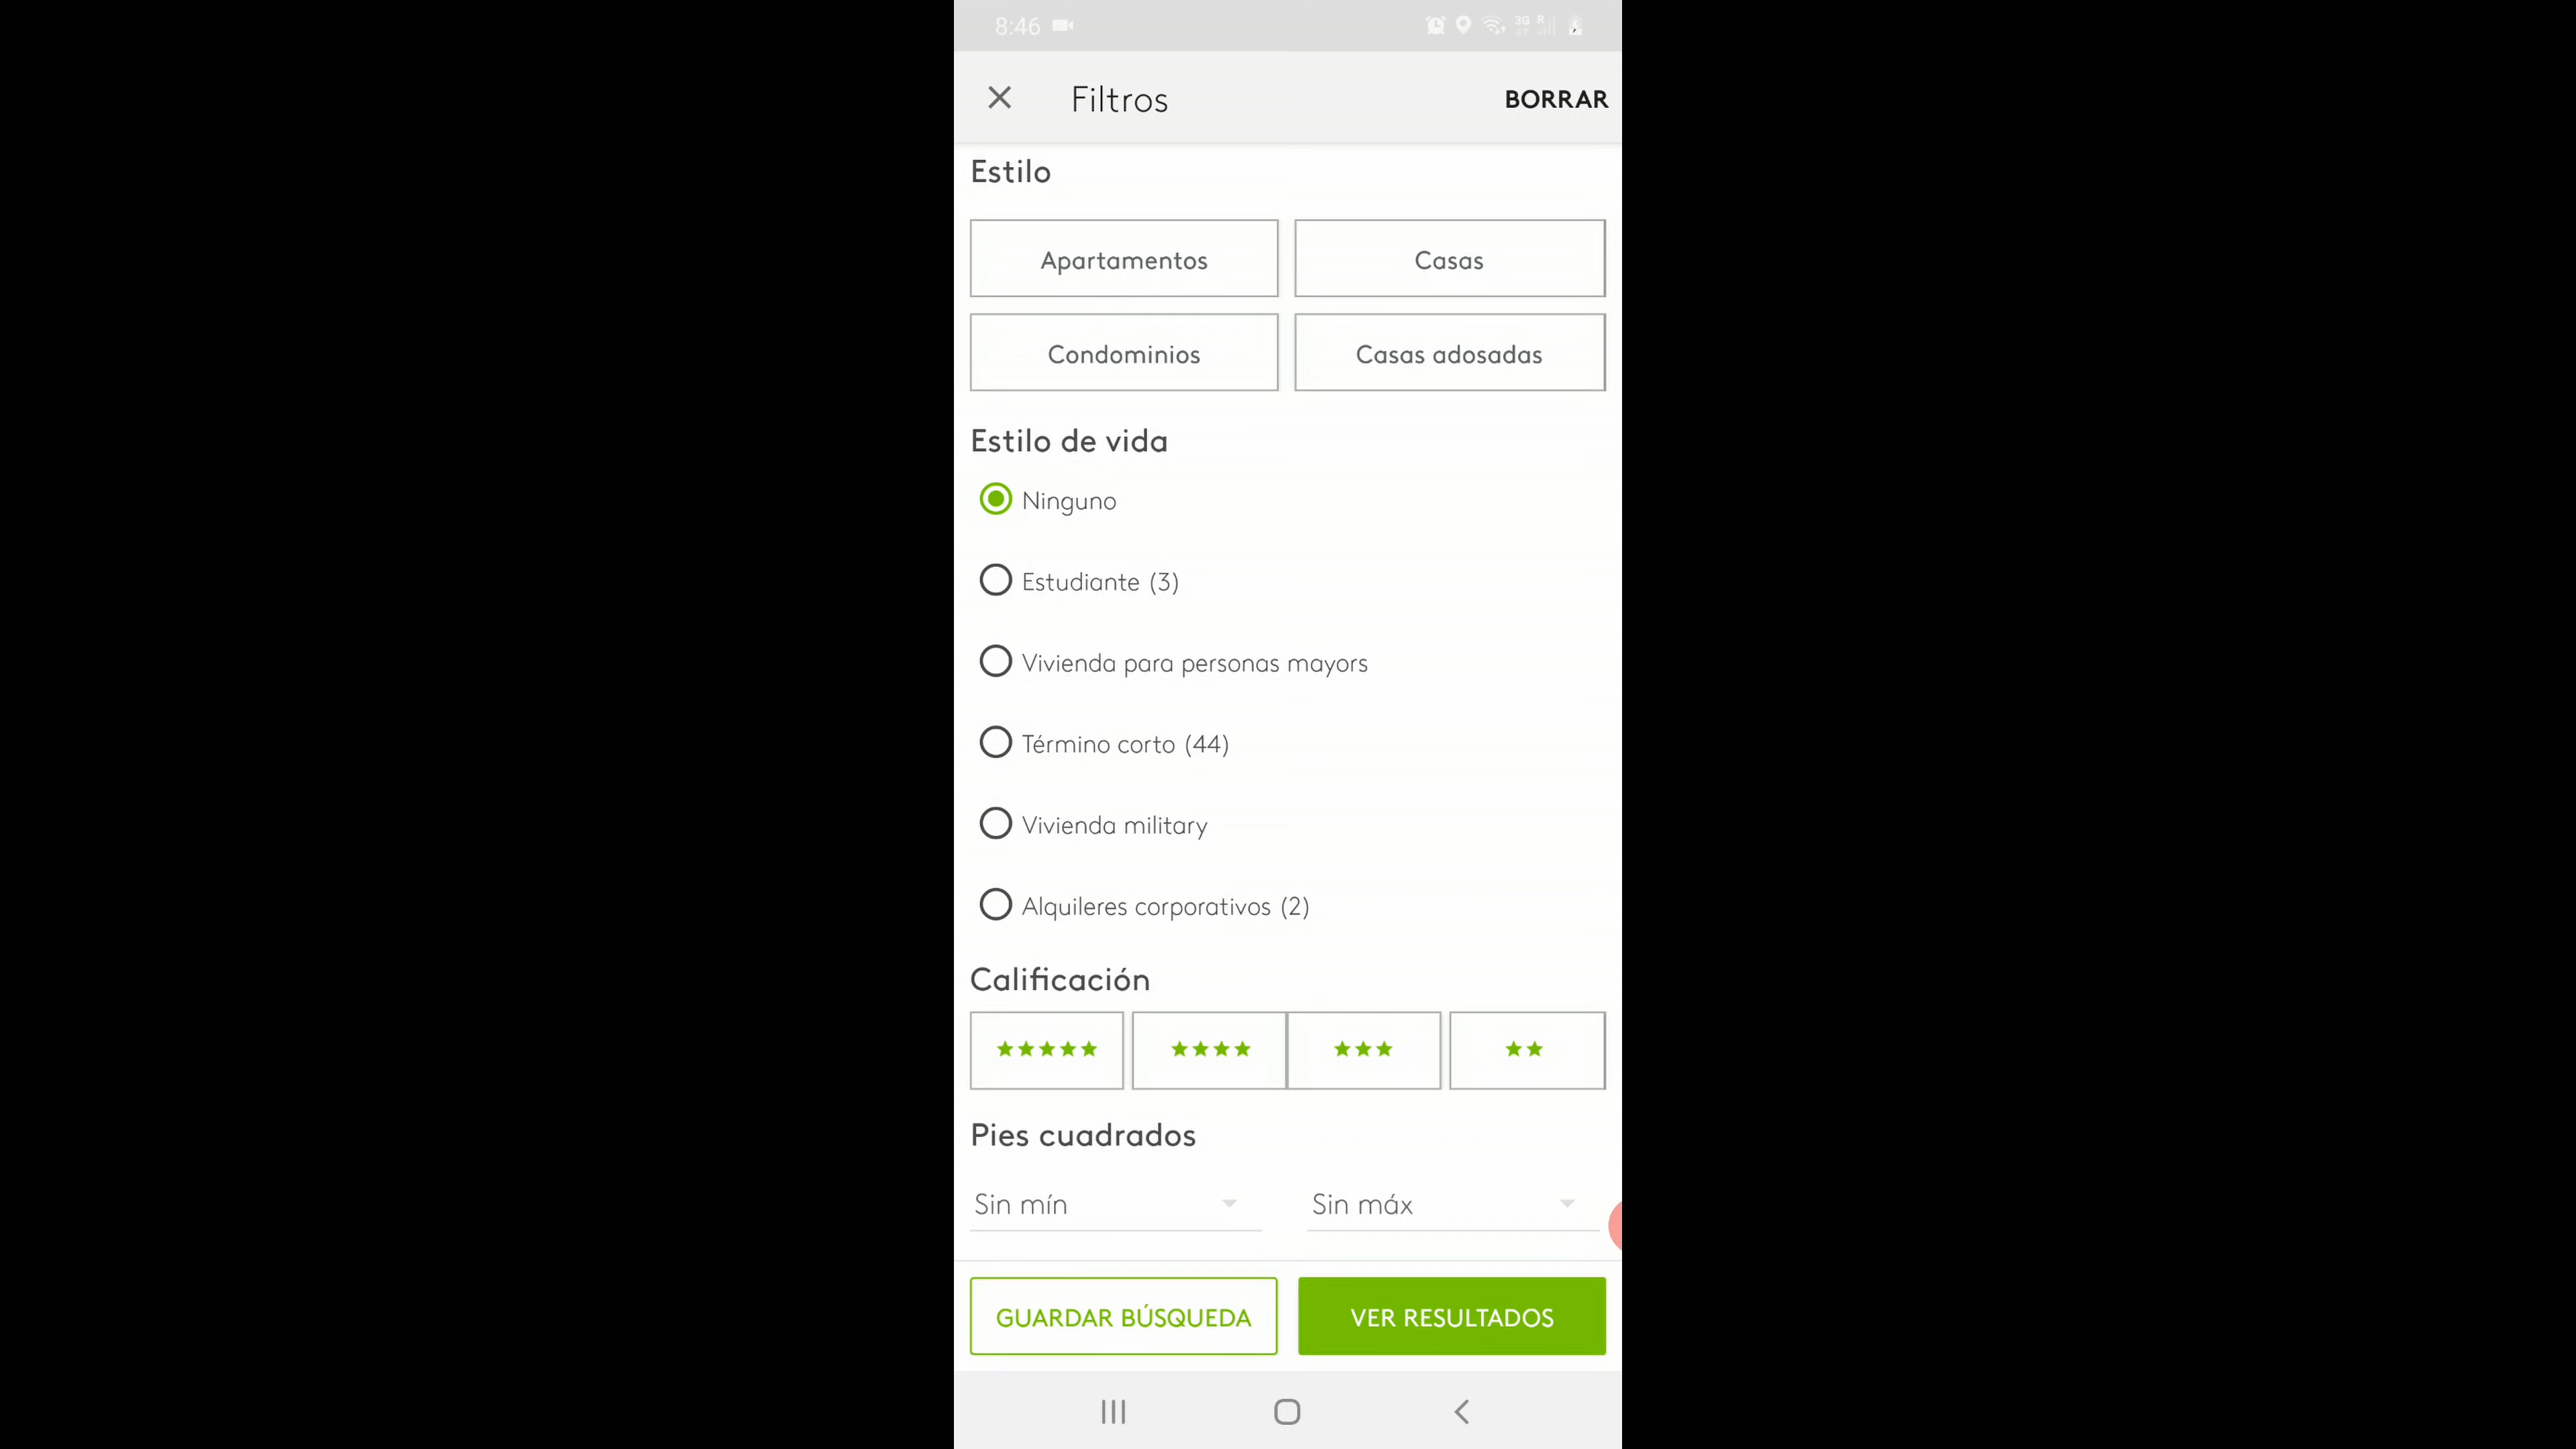 8:46
3G R
Filtros
BORRAR
Estilo
Apartamentos
Casas
Condominios
Casas adosadas
Estilo de vida
Ninguno
Estudiante (3)
Vivienda para personas mayors
Término corto (44)
Vivienda military
Alquileres corporativos (2)
Calificación
Pies cuadrados
Sin mín
Sin máx
GUARDAR BÚSQUEDA
VER RESULTADOS